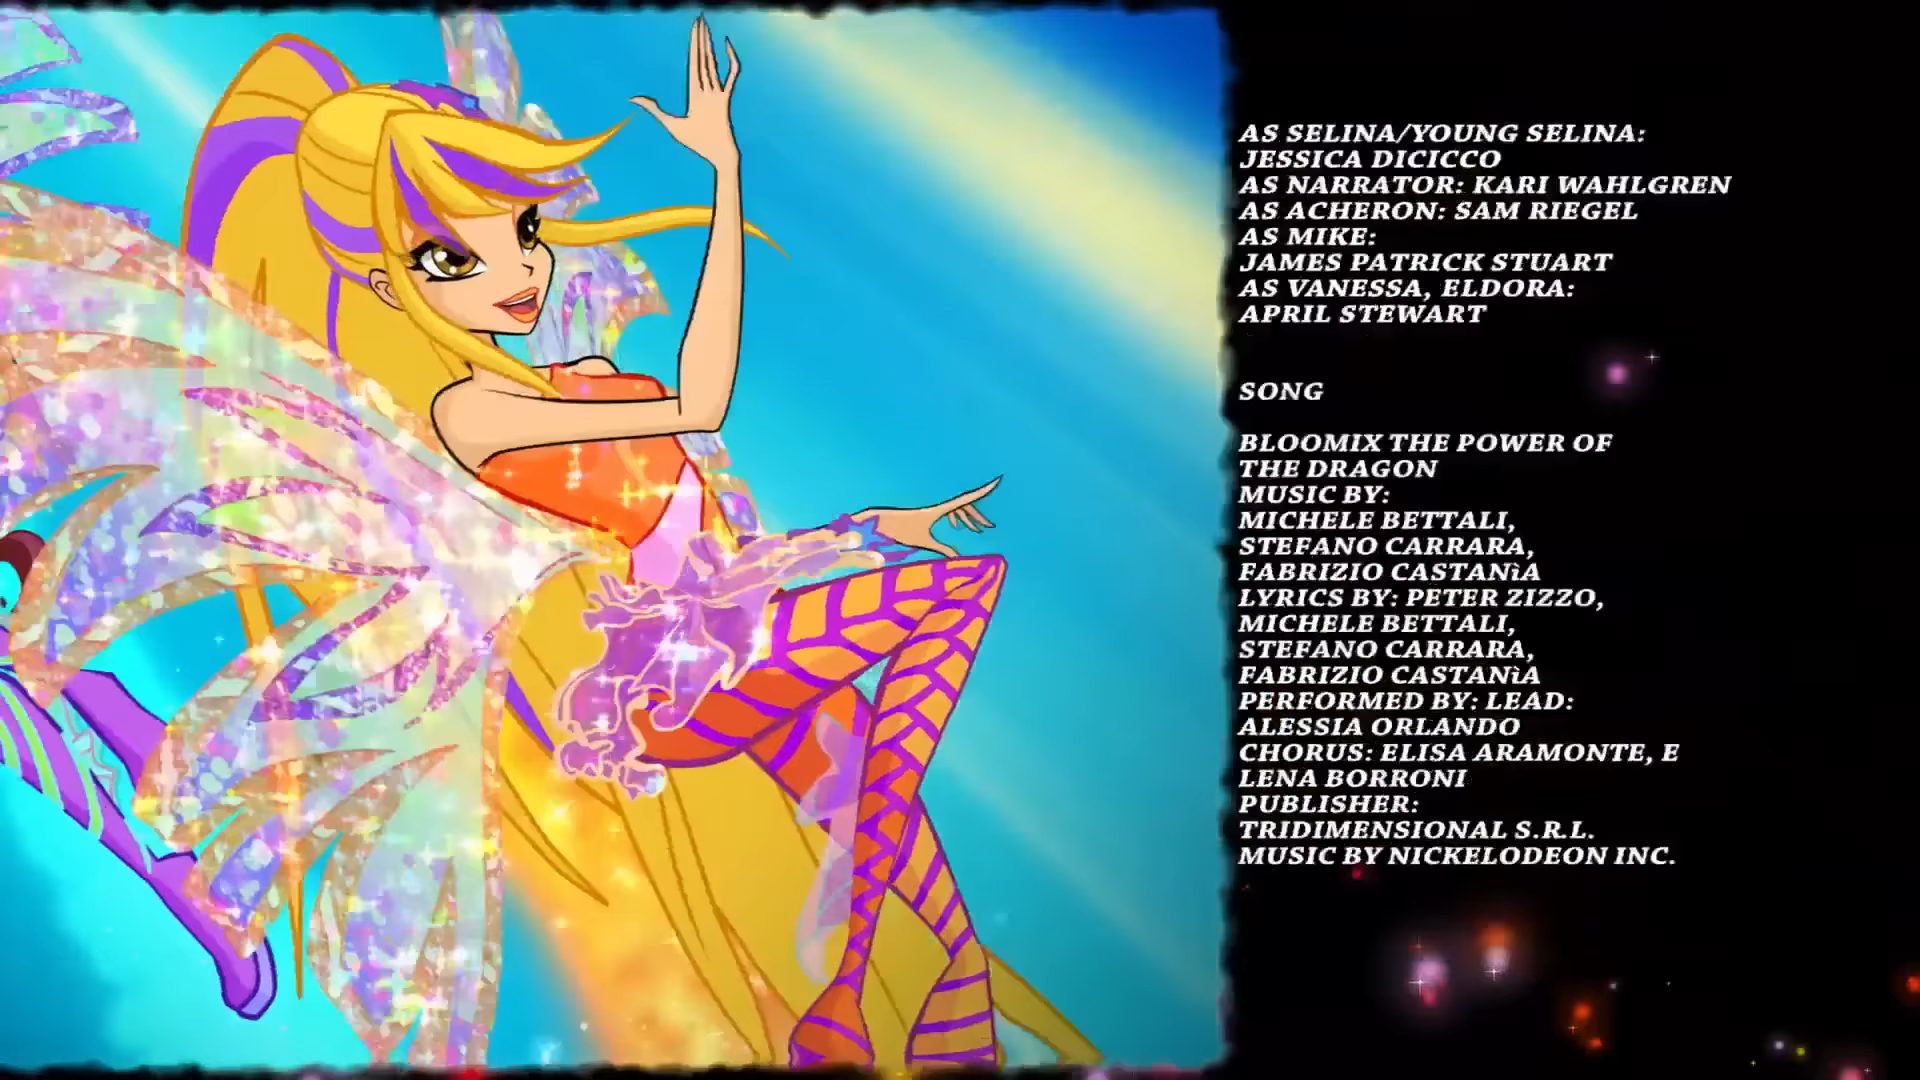 AS SELINA/YOUNG SELINA:
JESSICA DICICCO
AS NARRATOR: KARI WAHLGREN
AS ACHERON: SAM RIEGEL
AS MIKE:
JAMES PATRICK STUART
AS VANESSA, ELDORA:
APRIL STEWART
SONG
BLOOMIX THE POWER OF
THE DRAGON
MUSIC BY:
MICHELE BETTALI,
STEFANO CARRARA,
FABRIZIO CASTANìA
LYRICS BY: PETER ZIZZO,
MICHELE BETTALI,
STEFANO CARRARA,
FABRIZIO CASTANìA
PERFORMED BY: LEAD:
ALESSIA ORLANDO
CHORUS: ELISA ARAMONTE, E
LENA BORRONI
PUBLISHER:
TRIDIMENSIONAL S.R.L.
MUSIC BY NICKELODEON INC.